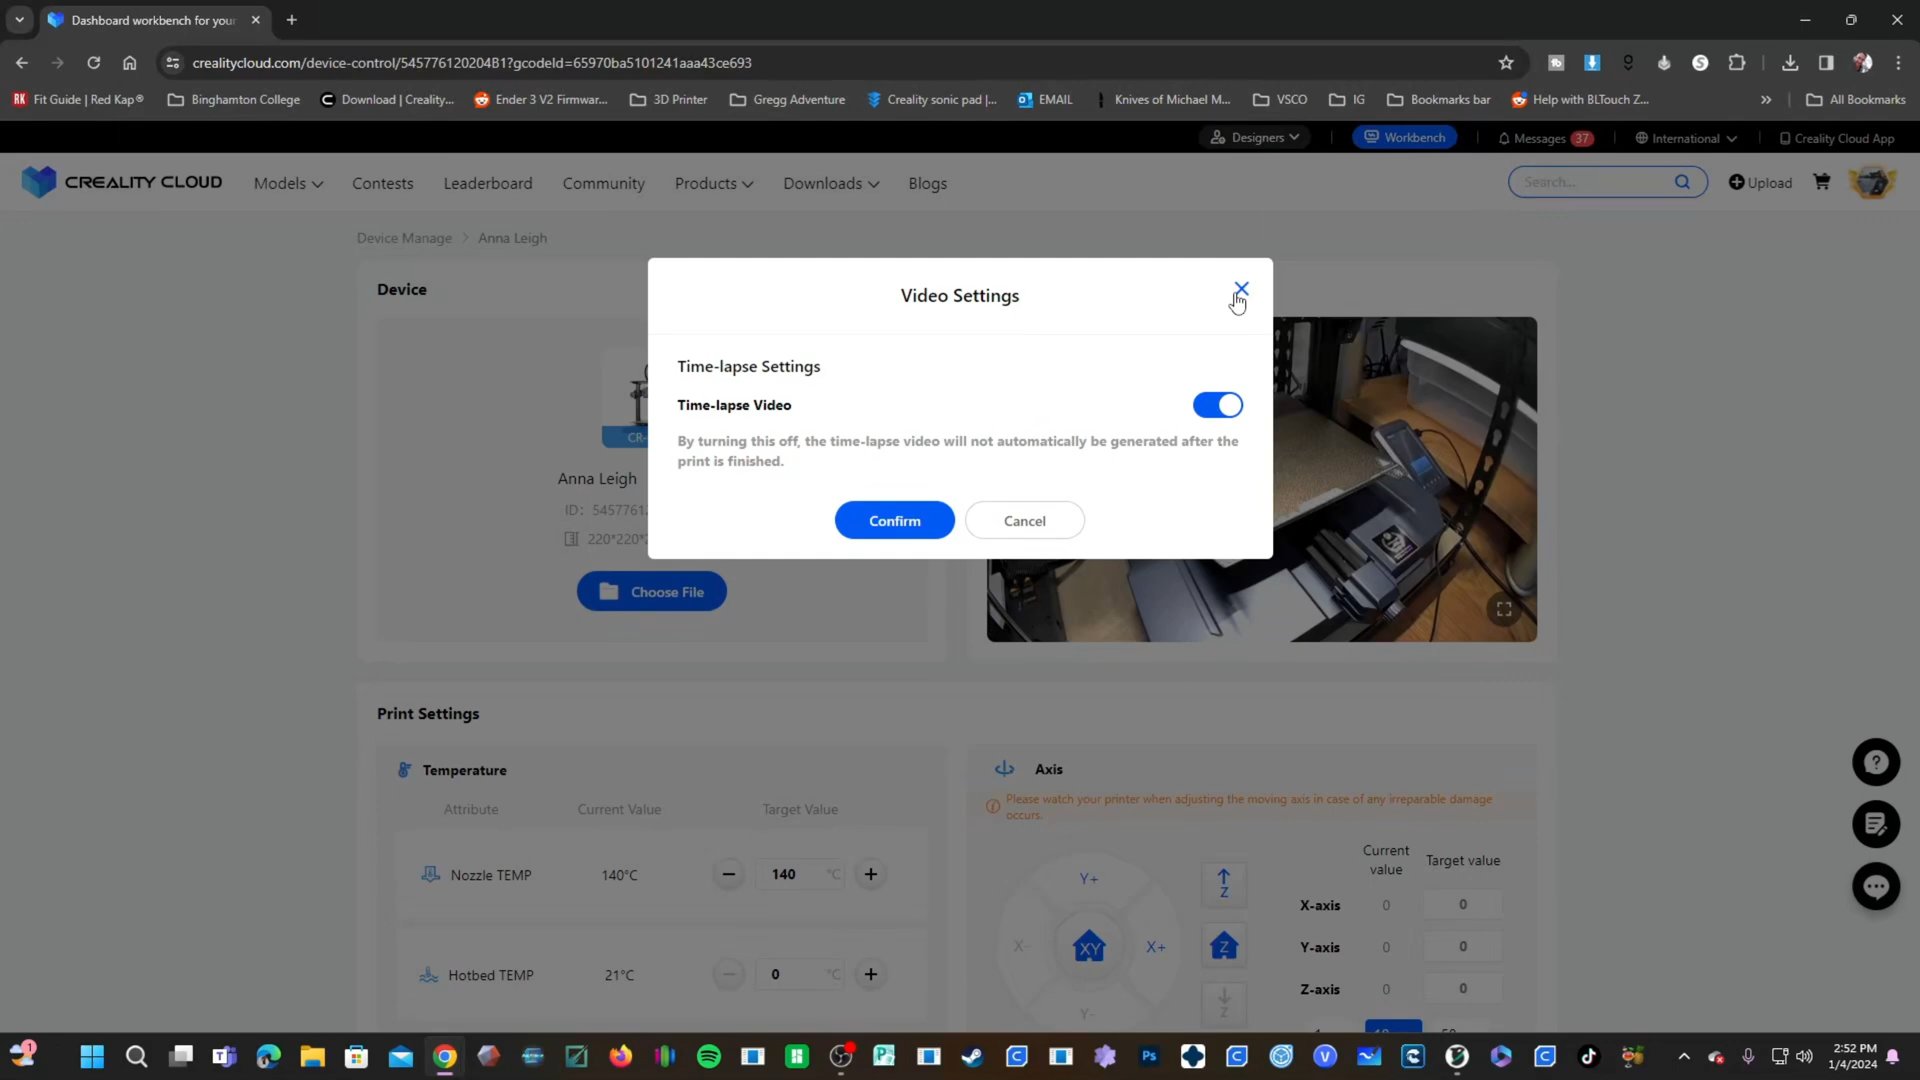 Dashboard workbench for your
crealitycloud.com/device-control/54577612020481?gcodeId=65970ba5101241aaa43ce693
Fit Guide | Red Kap®
Binghamton College
Download | Creality...
Ender 3 V2 Firmwar...
3D Printer
Gregg Adventure
Creality sonic pad |...
EMAIL
Knives of Michael M...
VSCO
IG
Bookmarks bar
Help with BLTouch Z...
All Bookmarks
Designers
Workbench
Messages 37
International
Creality Cloud App
CREALITY CLOUD
Models
Contests
Leaderboard
Community
Products
Downloads
Blogs
Search...
Upload
Device Manage > Anna Leigh
Device
Video Settings
Time-lapse Settings
Time-lapse Video
By turning this off, the time-lapse video will not automatically be generated after the
print is finished.
Confirm
Cancel
CR-
Anna Leigh
ID: 5457761
220*220*
Choose File
Print Settings
Temperature
Attribute
Current Value
Target Value
Nozzle TEMP
140°C
140 °C
Hotbed TEMP
21°C
0 °C
Axis
Please watch your printer when adjusting the moving axis in case of any irreparable damage
occurs.
Y+
X-
XY
X+
Y-
Z
Z
Z
Current
value
Target value
X-axis 0 0
Y-axis 0 0
Z-axis 0 0
2:52 PM
1/4/2024